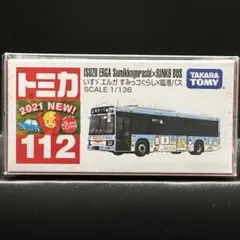 トミカ
2021 NEW!
112
ISUZU ERGA Sumikkogurashi×RINKO BUS
いすゞ エルガ すみっコぐらし×臨港バス
SCALE 1/136
TAKARA
TOMY